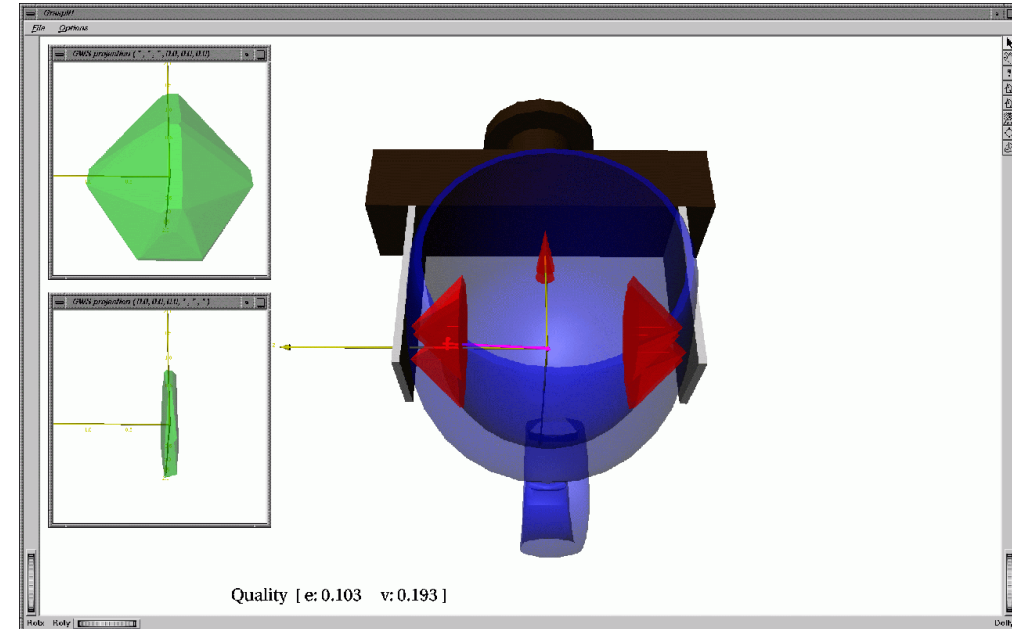 GraspIt!
File Options
GWS projection ( *, *, *, 0.0, 0.0, 0.0)
GWS projection ( 0.0, 0.0, 0.0, *, *, *)
Quality [ e: 0.103 v: 0.193 ]
Rotx Roty
Dolly